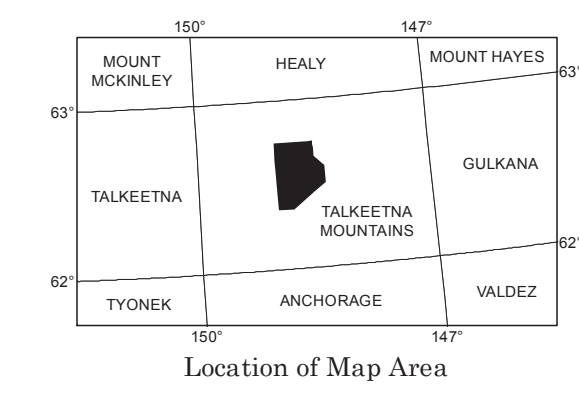 150°
147°
MOUNT
MCKINLEY
HEALY
MOUNT HAYES
63°
63°
TALKEETNA
GULKANA
TALKEETNA
MOUNTAINS
62°
62°
TYONEK
ANCHORAGE
VALDEZ
150°
147°
Location of Map Area